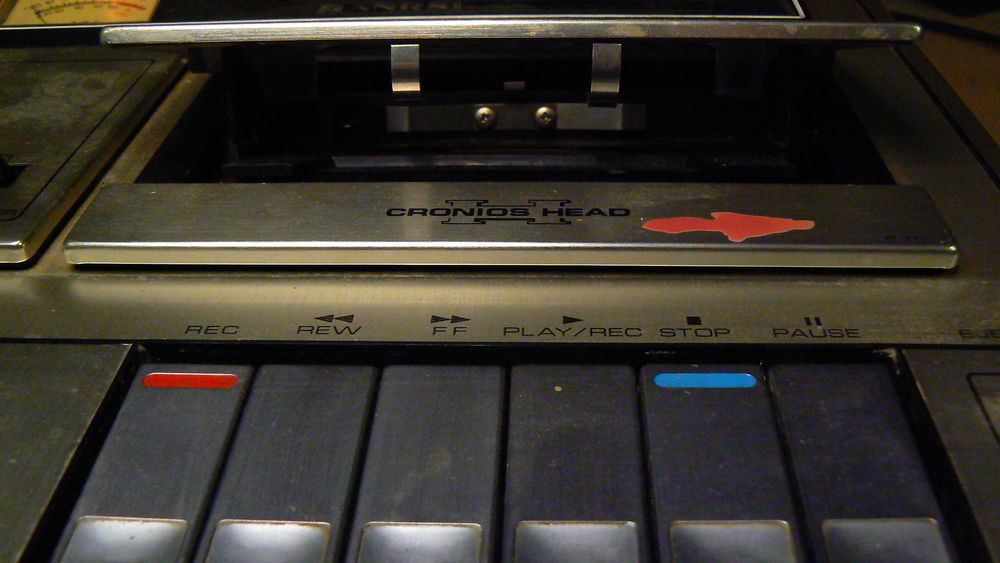 CRONIOS HEAD
REC REW FF PLAY/REC STOP PAUSE